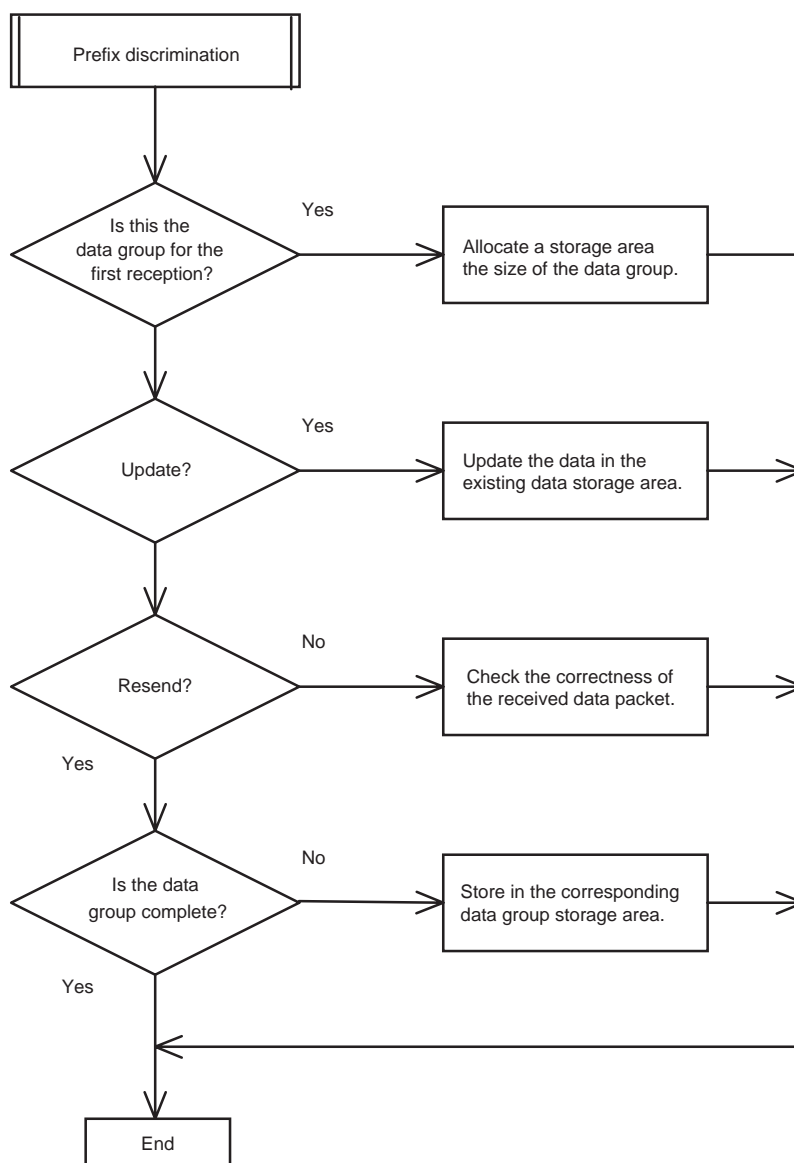 Prefix discrimination
Is this the
data group for the
first reception?
Yes
Allocate a storage area
the size of the data group.
Update?
Yes
Update the data in the
existing data storage area.
Resend?
No
Check the correctness of
the received data packet.
Yes
Is the data
group complete?
No
Store in the corresponding
data group storage area.
Yes
End